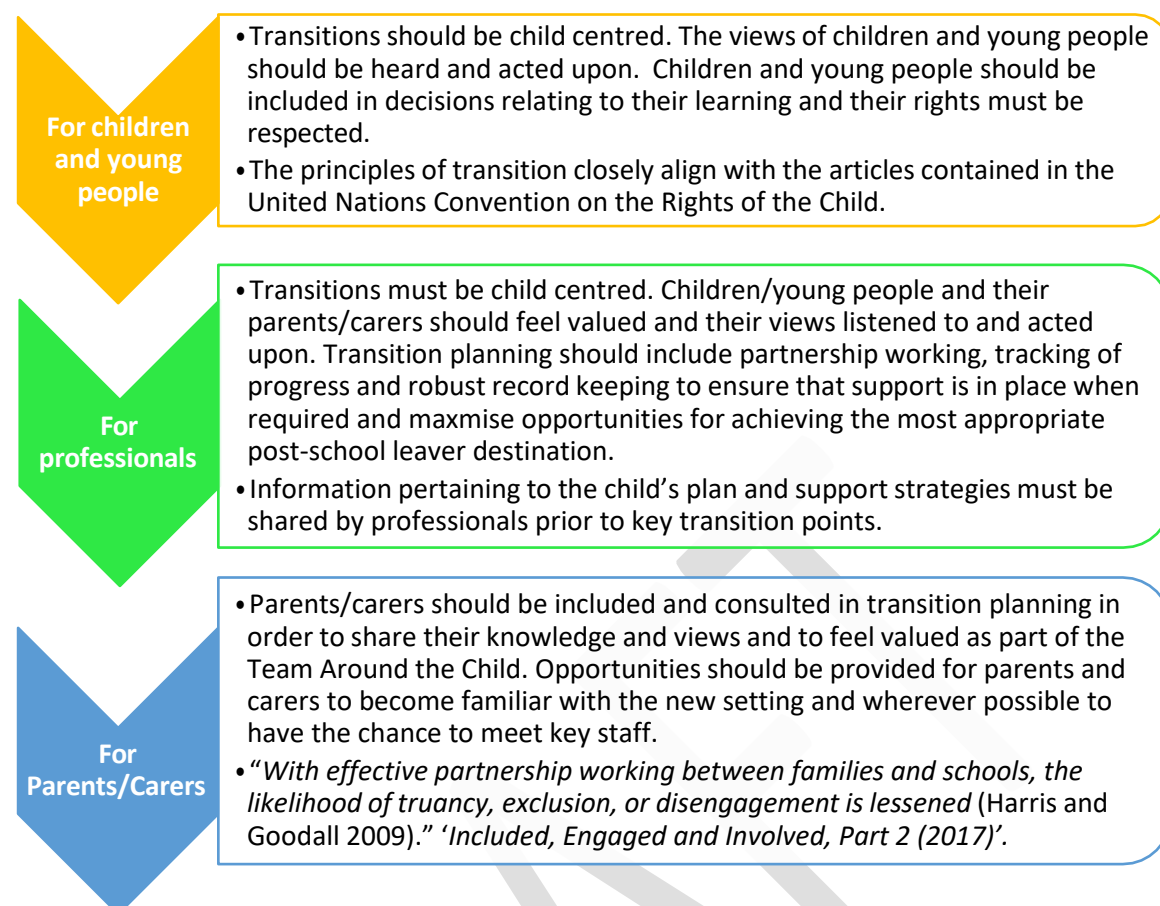 For children
and young
people
•Transitions should be child centred. The views of children and young people
should be heard and acted upon.  Children and young people should be
included in decisions relating to their learning and their rights must be
respected.
•The principles of transition closely align with the articles contained in the
United Nations Convention on the Rights of the Child.
For
professionals
•Transitions must be child centred. Children/young people and their
parents/carers should feel valued and their views listened to and acted
upon. Transition planning should include partnership working, tracking of
progress and robust record keeping to ensure that support is in place when
required and maxmise opportunities for achieving the most appropriate
post-school leaver destination.
•Information pertaining to the child’s plan and support strategies must be
shared by professionals prior to key transition points.
For
Parents/Carers
•Parents/carers should be included and consulted in transition planning in
order to share their knowledge and views and to feel valued as part of the
Team Around the Child. Opportunities should be provided for parents and
carers to become familiar with the new setting and wherever possible to
have the chance to meet key staff.
•“With effective partnership working between families and schools, the
likelihood of truancy, exclusion, or disengagement is lessened (Harris and
Goodall 2009).” ‘Included, Engaged and Involved, Part 2 (2017)’.